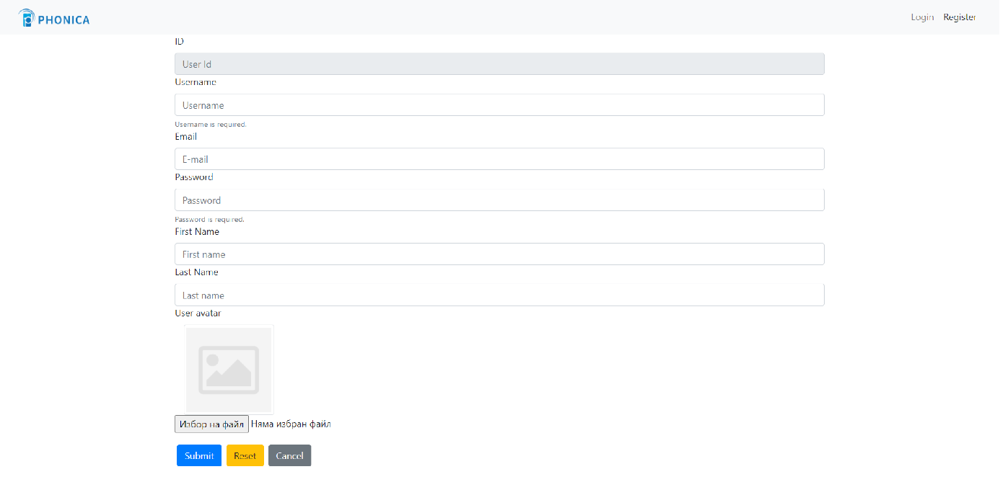 PHONICA
Login Register
ID
User Id
Username
Username
Username is required.
Email
E-mail
Password
Password
Password is required.
First Name
First name
Last Name
Last name
User avatar
Избор на файл Няма избран файл
Submit Reset Cancel